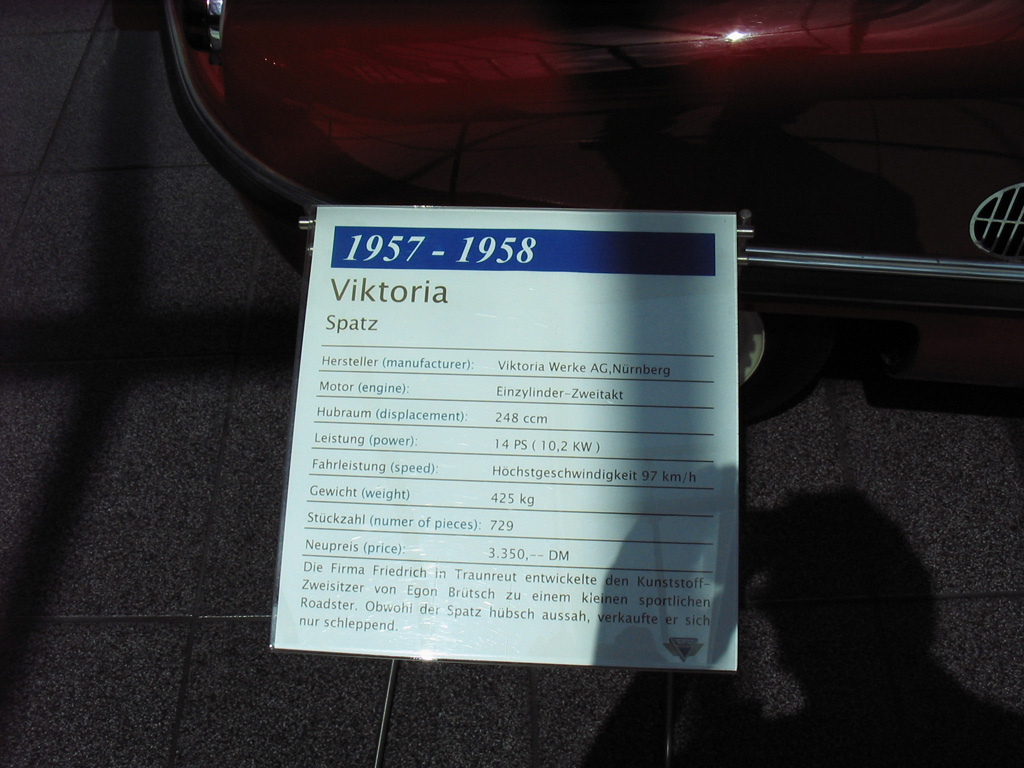 1957 - 1958
Viktoria
Spatz
Hersteller (manufacturer): Viktoria Werke AG,Nürnberg
Motor (engine): Einzylinder-Zweitakt
Hubraum (displacement): 248 ccm
Leistung (power): 14 PS ( 10,2 KW )
Fahrleistung (speed): Höchstgeschwindigkeit 97 km/h
Gewicht (weight) 425 kg
Stückzahl (numer of pieces): 729
Neupreis (price): 3.350,-- DM
Die Firma Friedrich in Traunreut entwickelte den Kunststoff-
Zweisitzer von Egon Brütsch zu einem kleinen sportlichen
Roadster. Obwohl der Spatz hübsch aussah, verkaufte er sich
nur schleppend.